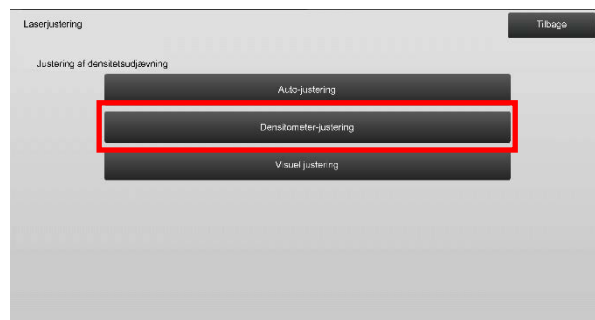 Laserjustering
Tilbage
Justering af densitetsudjævning
Auto-justering
Densitometer-justering
Visuel justering